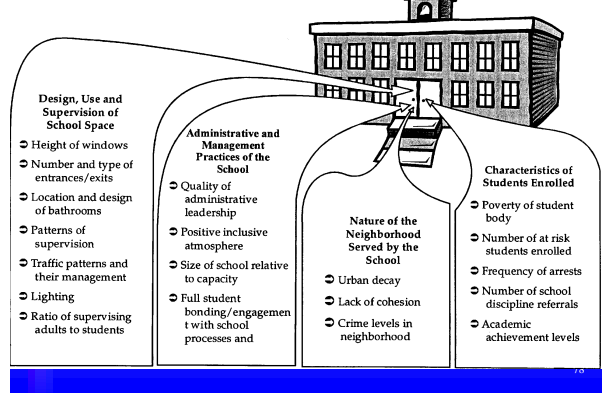 Design, Use and
Supervision of
School Space
➲ Height of windows
➲ Number and type of
entrances/exits
➲ Location and design
of bathrooms
➲ Patterns of
supervision
➲ Traffic patterns and
their management
➲ Lighting
➲ Ratio of supervising
adults to students
Administrative and
Management
Practices of the
School
➲ Quality of
administrative
leadership
➲ Positive inclusive
atmosphere
➲ Size of school relative
to capacity
➲ Full student
bonding/engagemen
t with school
processes and
Nature of the
Neighborhood
Served by the
School
➲ Urban decay
➲ Lack of cohesion
➲ Crime levels in
neighborhood
Characteristics of
Students Enrolled
➲ Poverty of student
body
➲ Number of at risk
students enrolled
➲ Frequency of arrests
➲ Number of school
discipline referrals
➲ Academic
achievement levels
78